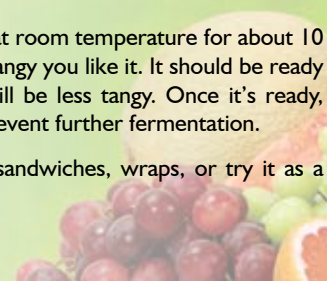 at room temperature for about 10
angy you like it. It should be ready
ill be less tangy. Once it’s ready,
event further fermentation.
sandwiches, wraps, or try it as a